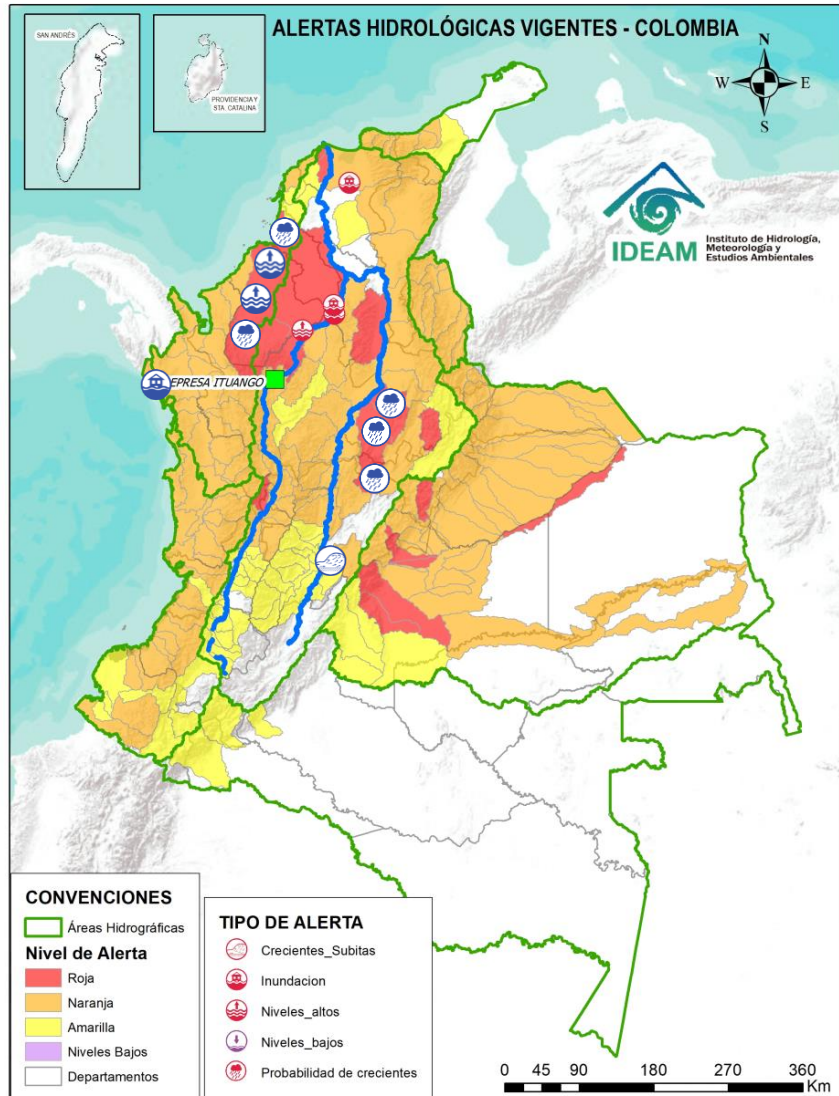 ALERTAS HIDROLÓGICAS VIGENTES - COLOMBIA
SAN ANDRÉS
PROVIDENCIA Y
STA. CATALINA
N
W
E
S
IDEAM
Instituto de Hidrología,
Meteorología y
Estudios Ambientales
EPRESA ITUANGO
CONVENCIONES
Áreas Hidrográficas
Nivel de Alerta
Roja
Naranja
Amarilla
Niveles Bajos
Departamentos
TIPO DE ALERTA
Crecientes_Subitas
Inundacion
Niveles_altos
Niveles_bajos
Probabilidad de crecientes
0 45 90 180 270 360
Km